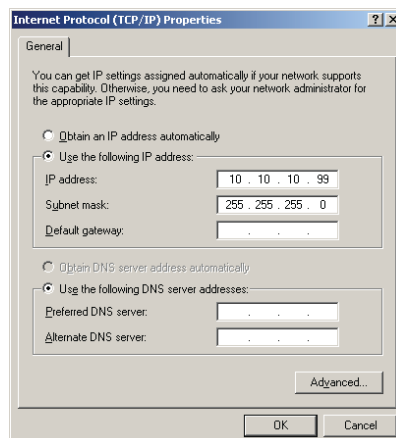 Internet Protocol (TCP/IP) Properties ? X
General
You can get IP settings assigned automatically if your network supports
this capability. Otherwise, you need to ask your network administrator for
the appropriate IP settings.
Obtain an IP address automatically
Use the following IP address:
IP address: 10 . 10 . 10 . 99
Subnet mask: 255 . 255 . 255 . 0
Default gateway: . . .
Obtain DNS server address automatically
Use the following DNS server addresses:
Preferred DNS server: . . .
Alternate DNS server: . . .
Advanced...
OK Cancel